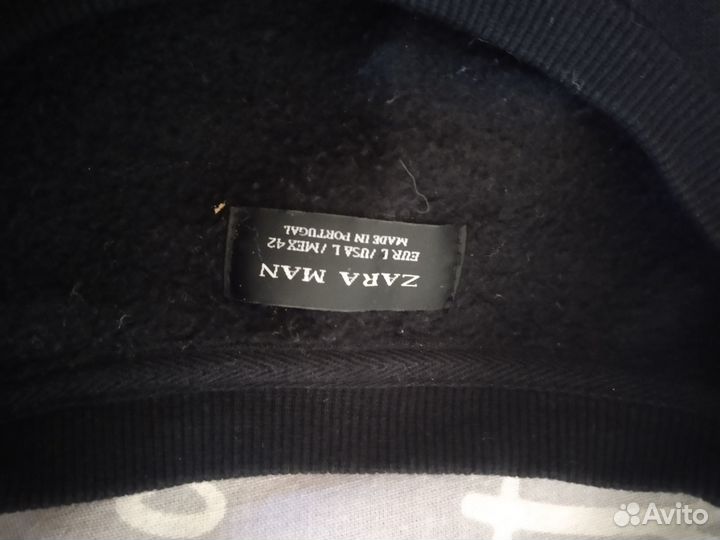 ZARA MAN
EUR L / USA L / MEX 42
MADE IN PORTUGAL
Avito